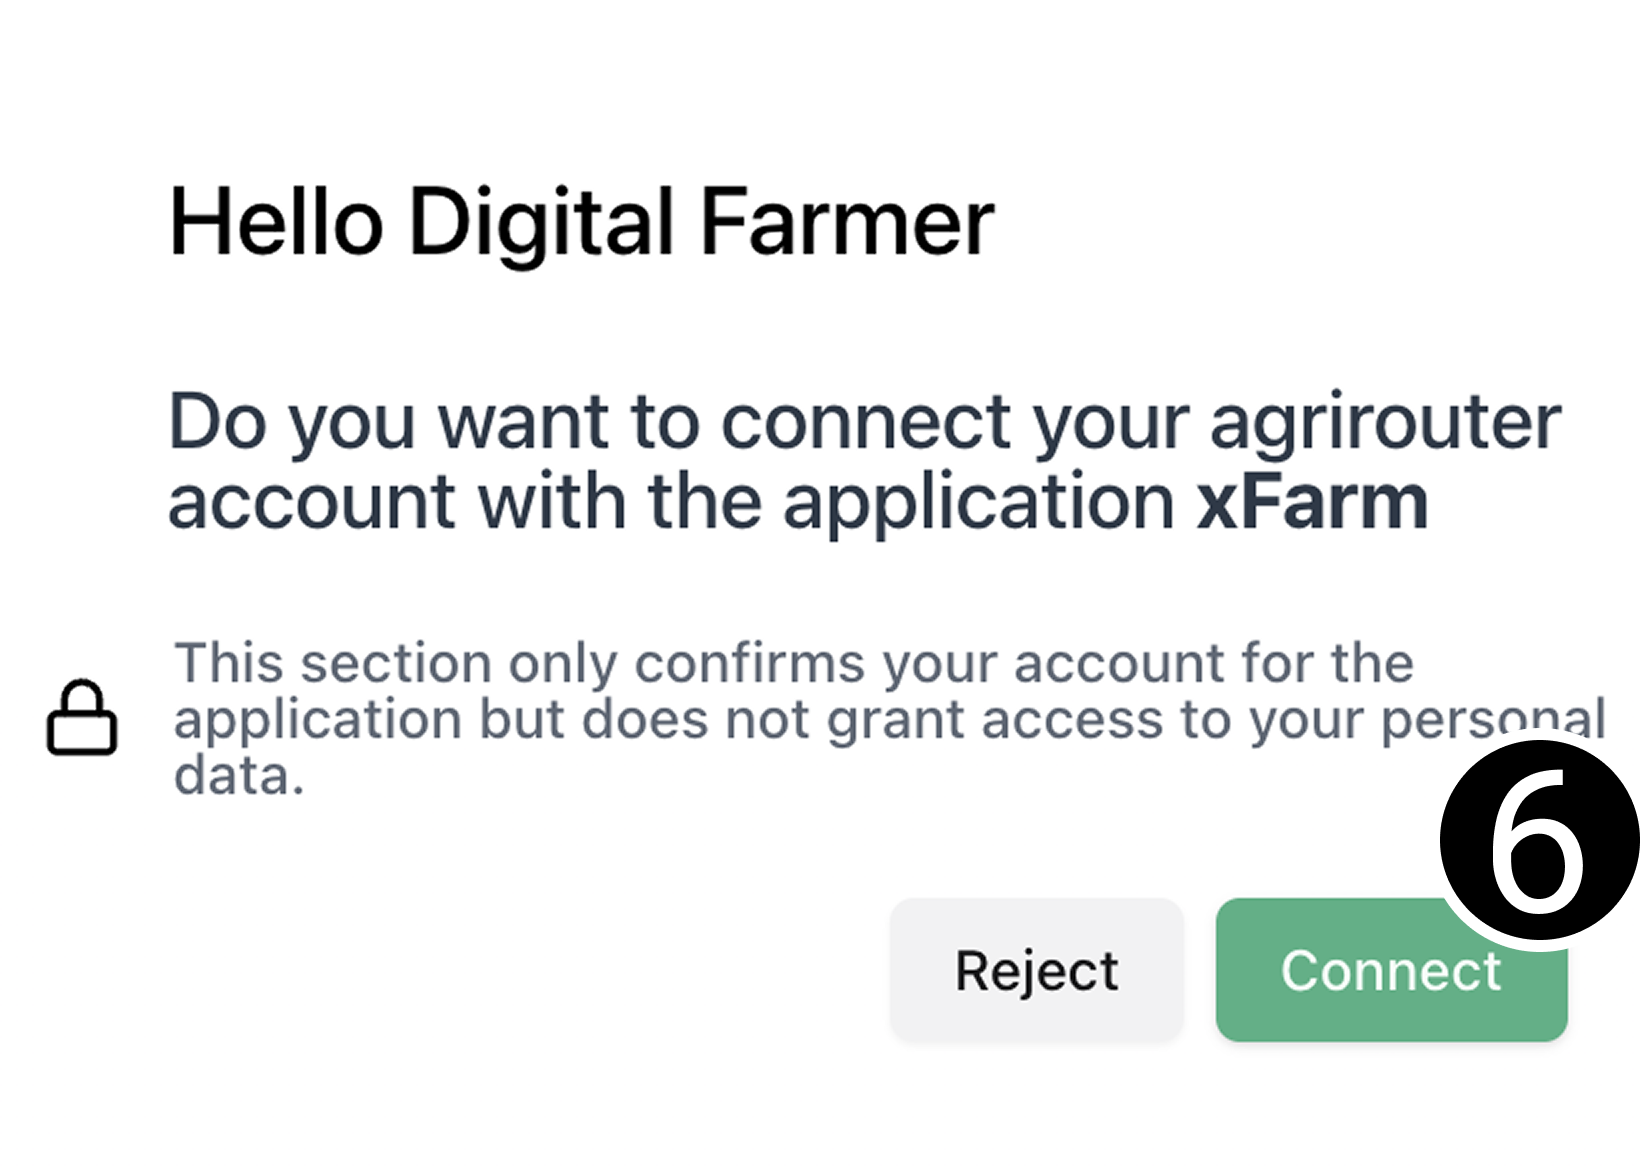 Hello Digital Farmer
Do you want to connect your agrirouter
account with the application xFarm
This section only confirms your account for the
application but does not grant access to your personal
data.
6
Reject
Connect